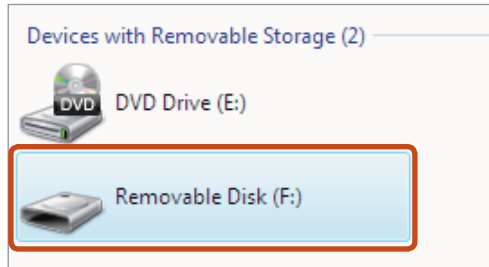 Devices with Removable Storage (2)
DVD
DVD Drive (E:)
Removable Disk (F:)